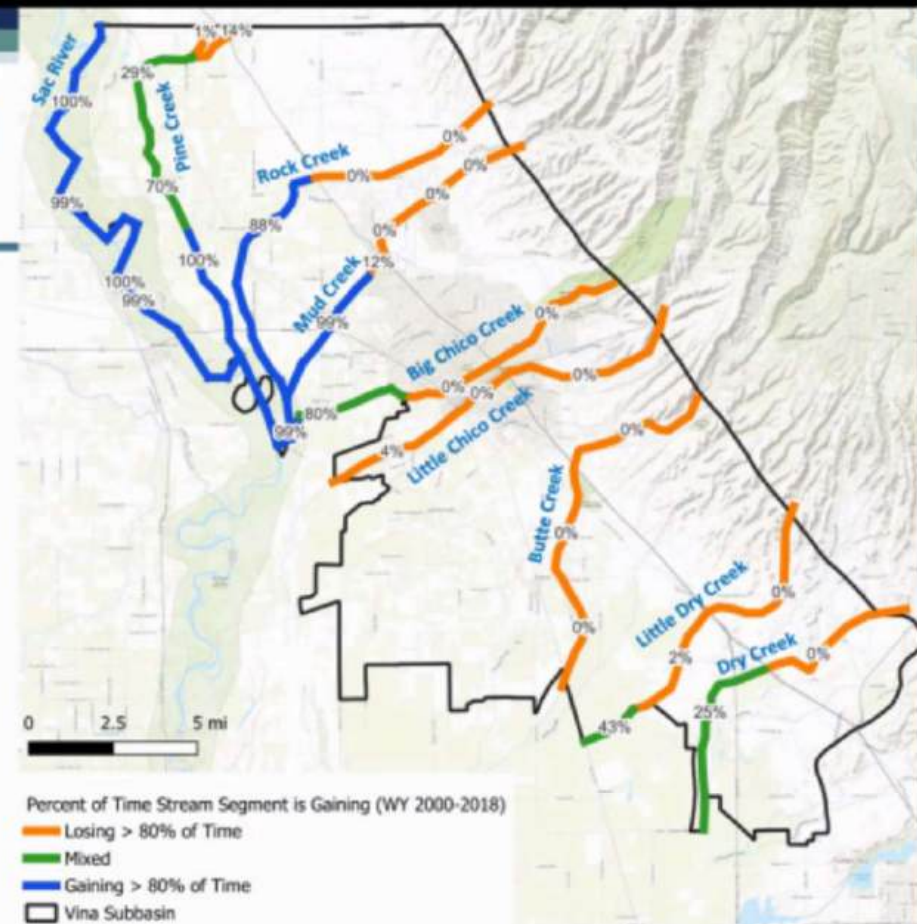 1%
14%
Sac River
29%
100%
Pine Creek
0%
Rock Creek
0%
0%
70%
99%
0%
88%
0%
100%
12%
100%
Mud Creek
99%
99%
0%
Big Chico Creek
0%
0%
0%
Little Chico Creek
80%
99%
4%
0%
Butte Creek
0%
0%
Little Dry Creek
0%
2%
Dry Creek
0%
25%
43%
0 2.5 5 mi
Percent of Time Stream Segment is Gaining (WY 2000-2018)
Losing > 80% of Time
Mixed
Gaining > 80% of Time
Vina Subbasin